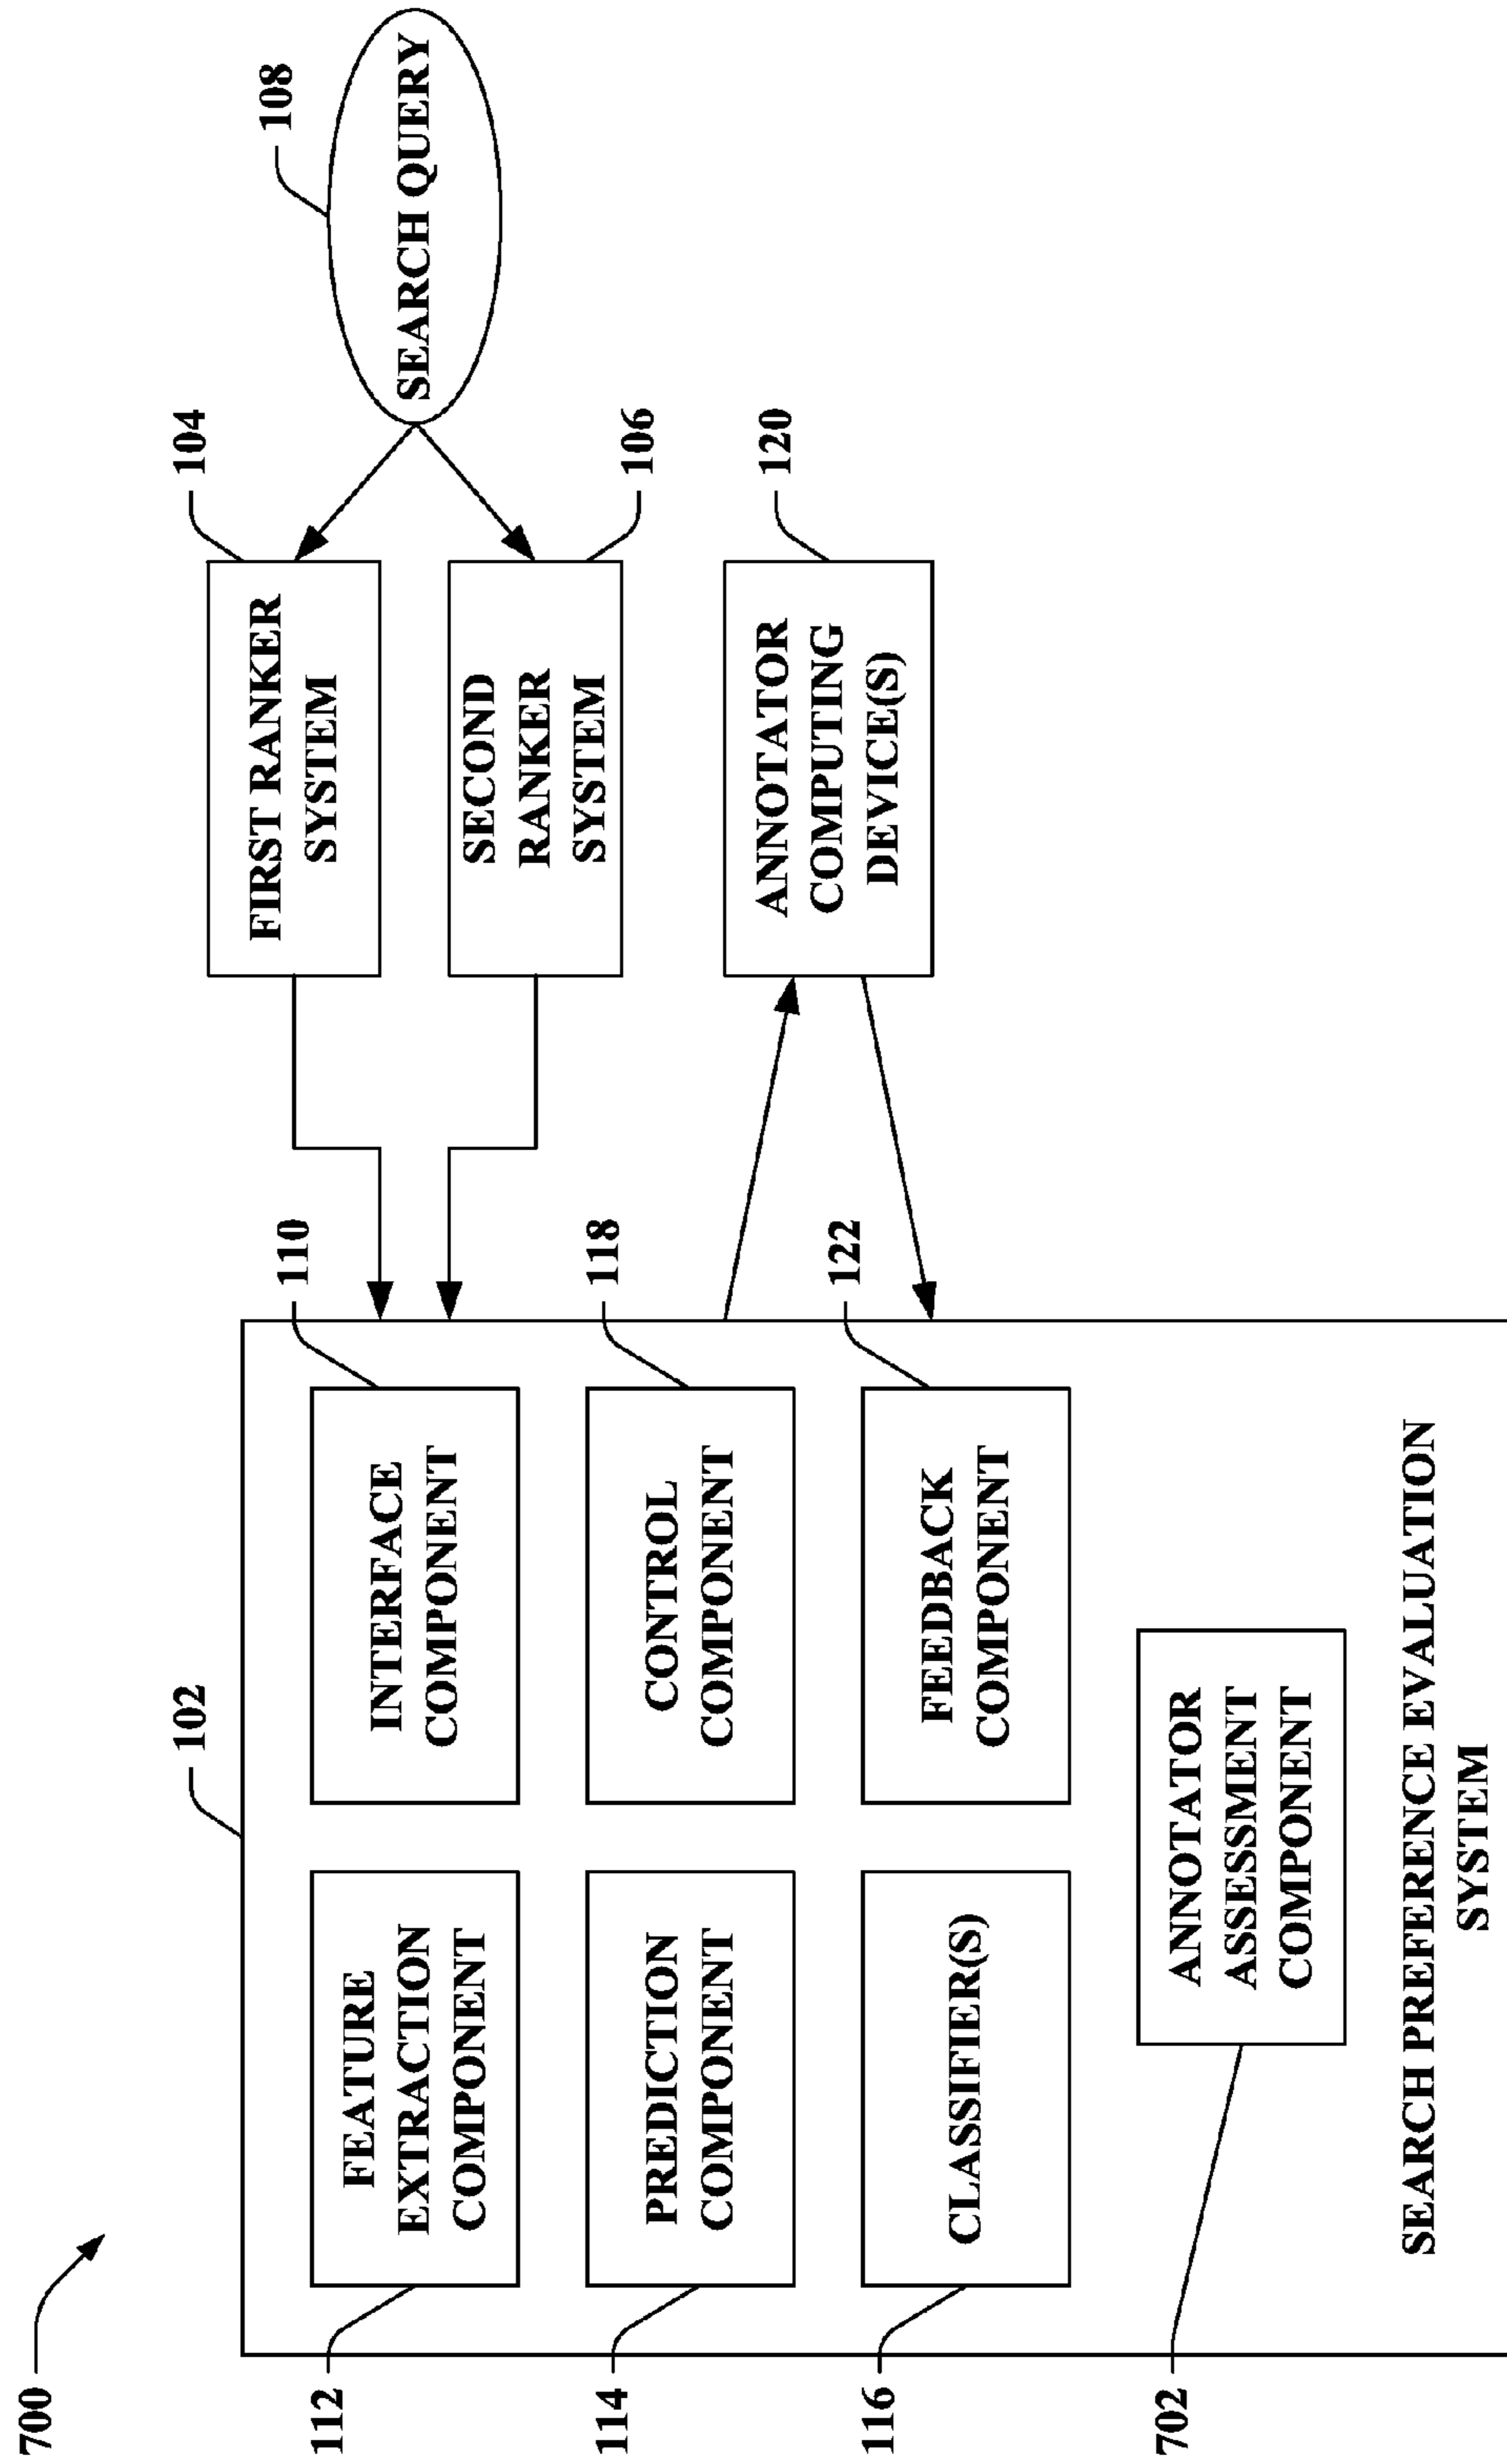 700
102
112
FEATURE
EXTRACTION
COMPONENT
110
INTERFACE
COMPONENT
114
PREDICTION
COMPONENT
118
CONTROL
COMPONENT
116
CLASSIFIER(S)
122
FEEDBACK
COMPONENT
702
ANNOTATOR
ASSESSMENT
COMPONENT
SEARCH PREFERENCE EVALUATION
SYSTEM
104
FIRST RANKER
SYSTEM
106
SECOND
RANKER
SYSTEM
108
SEARCH QUERY
120
ANNOTATOR
COMPUTING
DEVICE(S)